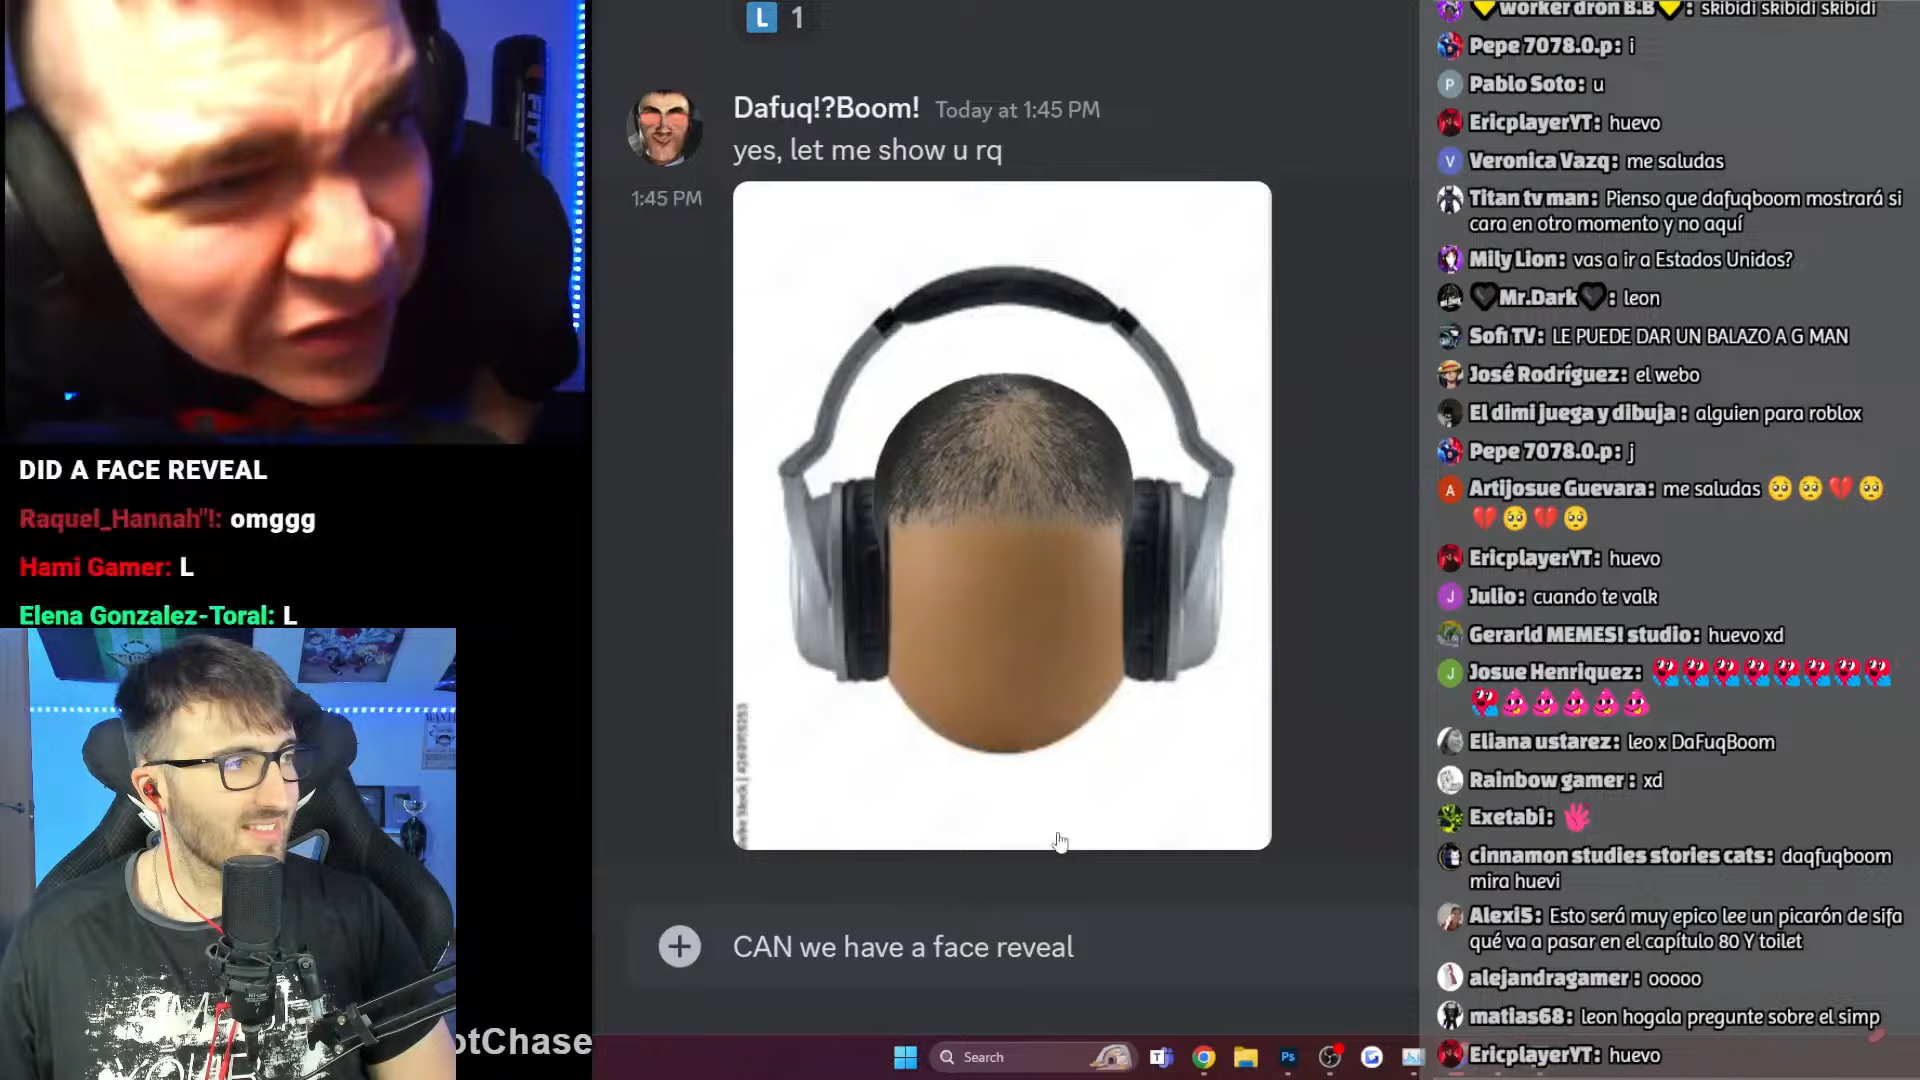 L 1
Dafuq!?Boom! Today at 1:45 PM
yes, let me show u rq
1:45 PM
CAN we have a face reveal
DID A FACE REVEAL
Raquel_Hannah"!: omggg
Hami Gamer: L
Elena Gonzalez-Toral: L
otChase
Search
worker dron B.B: skibidi skibidi skibidi
Pepe 7078.0.p: i
P Pablo Soto: u
EricplayerYT: huevo
V Veronica Vazq: me saludas
Titan tv man: Pienso que dafuqboom mostrará si
cara en otro momento y no aquí
Mily Lion: vas a ir a Estados Unidos?
Mr.Dark: leon
Sofi TV: LE PUEDE DAR UN BALAZO A G MAN
José Rodríguez: el webo
El dimi juega y dibuja : alguien para roblox
Pepe 7078.0.p: j
A Artijosue Guevara: me saludas 🥺 🥺 💔 🥺
💔 🥺 💔 🥺
EricplayerYT: huevo
J Julio: cuando te valk
Gerarld MEMES! studio: huevo xd
J Josue Henriquez:
Eliana ustarez: leo x DaFuqBoom
Rainbow gamer : xd
Exetabi:
cinnamon studies stories cats: daqfuqboom
mira huevi
Alexi5: Esto será muy epico lee un picarón de sifa
qué va a pasar en el capítulo 80 Y toilet
alejandragamer : ooooo
matias68: leon hogala pregunte sobre el simp
EricplayerYT: huevo